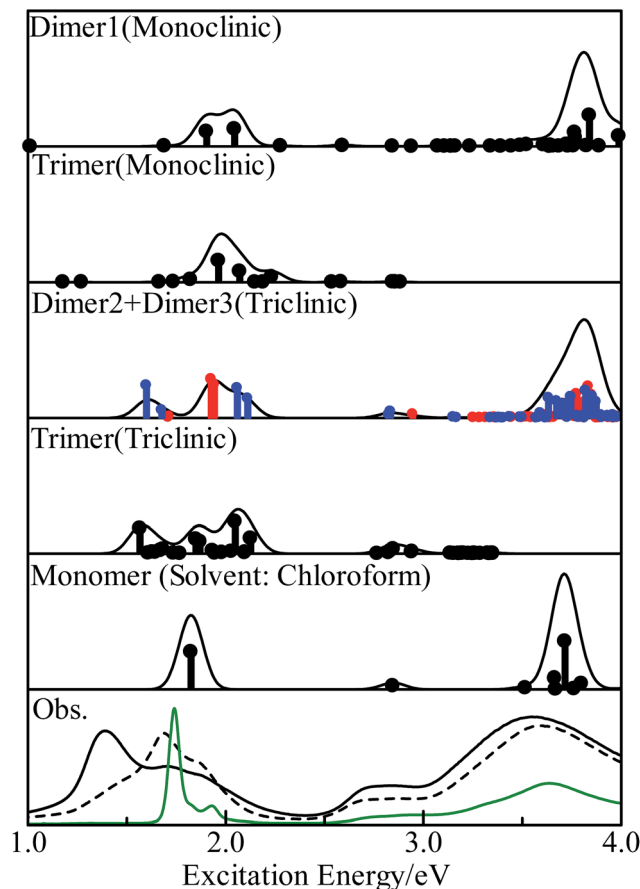 Dimer1(Monoclinic)
Trimer(Monoclinic)
Dimer2+Dimer3(Triclinic)
Trimer(Triclinic)
Monomer (Solvent: Chloroform)
Obs.
1.0 2.0 3.0 4.0
Excitation Energy/eV